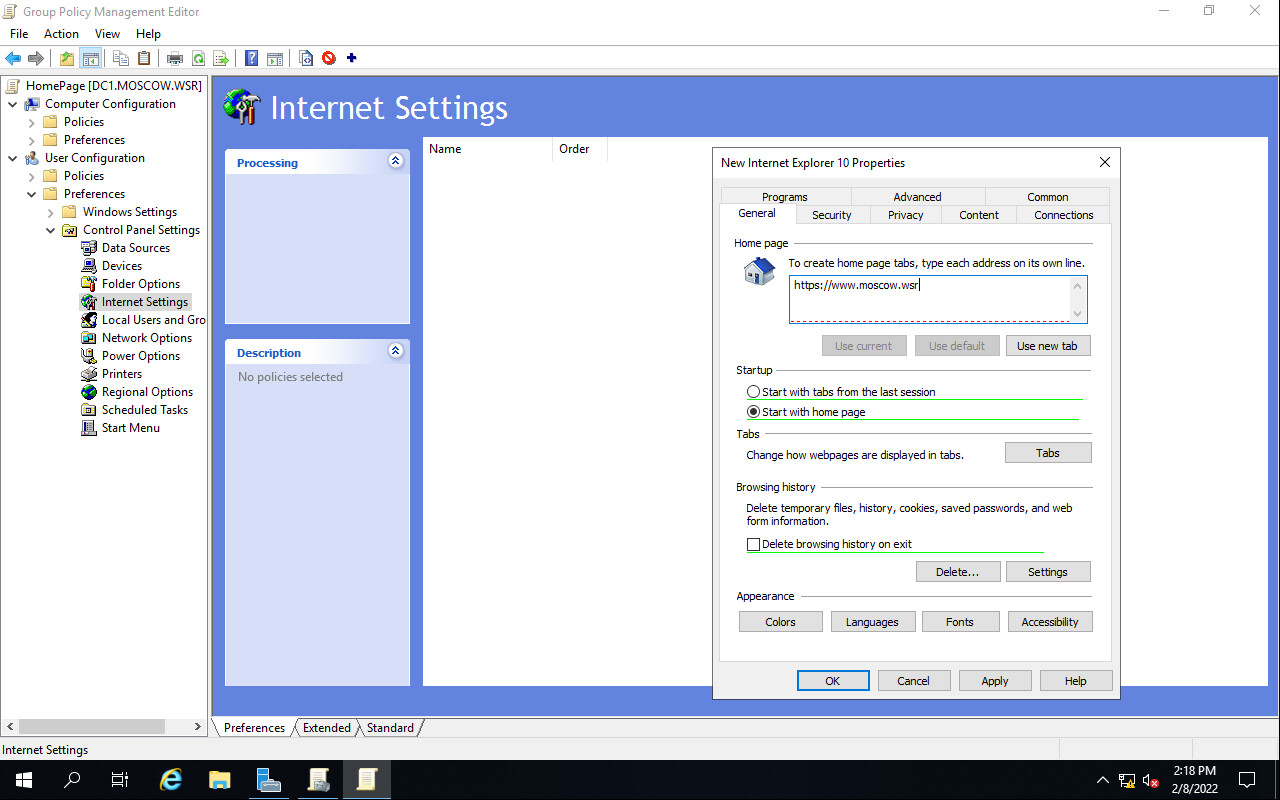 Group Policy Management Editor
File Action View Help
HomePage [DC1.MOSCOW.WSR]
Computer Configuration
Policies
Preferences
User Configuration
Policies
Preferences
Windows Settings
Control Panel Settings
Data Sources
Devices
Folder Options
Internet Settings
Local Users and Gro
Network Options
Power Options
Printers
Regional Options
Scheduled Tasks
Start Menu
Internet Settings
Processing
Description
No policies selected
Name Order
New Internet Explorer 10 Properties
Programs Advanced Common
General Security Privacy Content Connections
Home page
To create home page tabs, type each address on its own line.
https://www.moscow.wsr
Use current Use default Use new tab
Startup
Start with tabs from the last session
Start with home page
Tabs
Change how webpages are displayed in tabs.
Tabs
Browsing history
Delete temporary files, history, cookies, saved passwords, and web
form information.
Delete browsing history on exit
Delete... Settings
Appearance
Colors Languages Fonts Accessibility
OK Cancel Apply Help
Preferences Extended Standard
Internet Settings
2:18 PM
2/8/2022